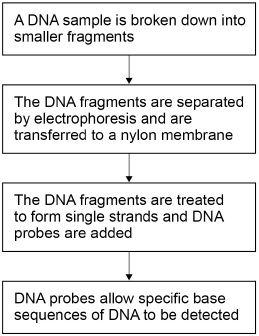 A DNA sample is broken down into
smaller fragments
The DNA fragments are separated
by electrophoresis and are
transferred to a nylon membrane
The DNA fragments are treated
to form single strands and DNA
probes are added
DNA probes allow specific base
sequences of DNA to be detected